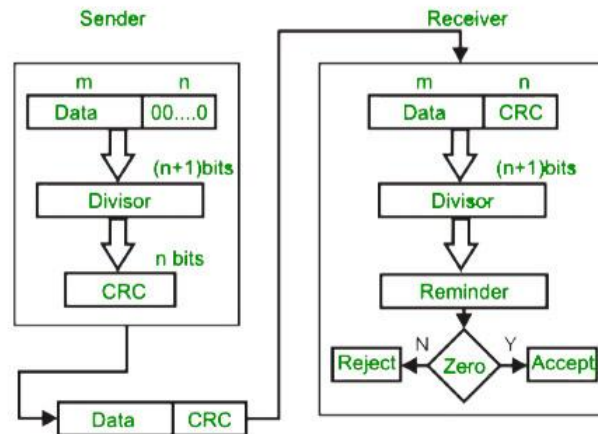 Sender
Receiver
m n
Data 00....0
(n+1)bits
Divisor
n bits
CRC
Data CRC
m n
Data CRC
(n+1)bits
Divisor
Reminder
N Y
Reject Zero Accept